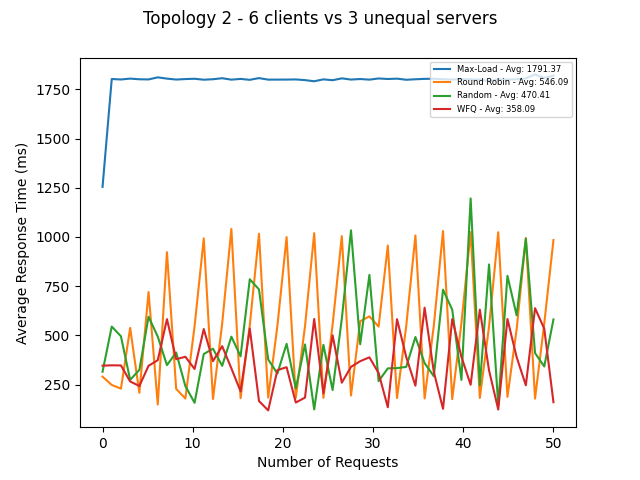 Topology 2 - 6 clients vs 3 unequal servers
Max-Load - Avg: 1791.37
Round Robin - Avg: 546.09
Random - Avg: 470.41
WFQ - Avg: 358.09
Average Response Time (ms)
1750
1500
1250
1000
750
500
250
0 10 20 30 40 50
Number of Requests